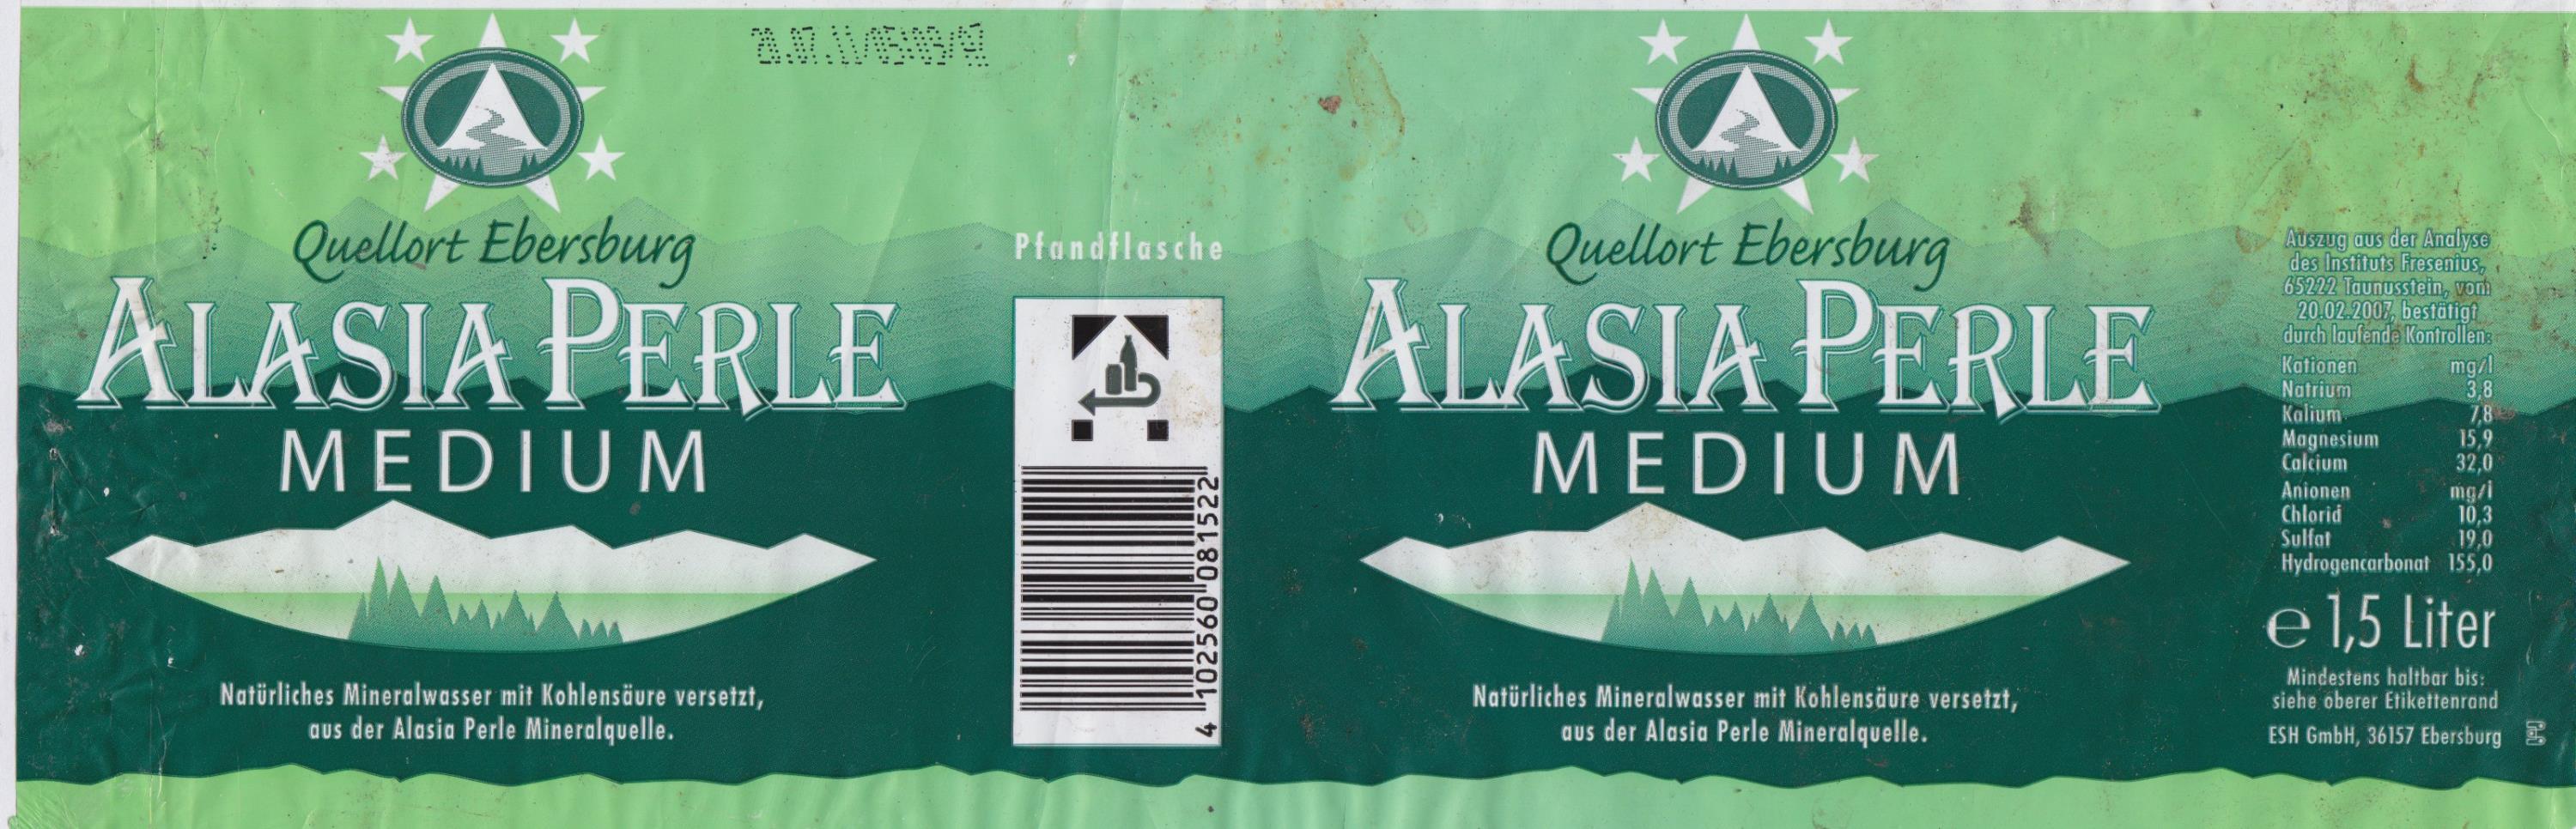 Quellort Ebersburg
ALASIA PERLE
MEDIUM
Natürliches Mineralwasser mit Kohlensäure versetzt,
aus der Alasia Perle Mineralquelle.
Pfandflasche
4 102560 081522
Quellort Ebersburg
ALASIA PERLE
MEDIUM
Natürliches Mineralwasser mit Kohlensäure versetzt,
aus der Alasia Perle Mineralquelle.
Auszug aus der Analyse
des Instituts Fresenius,
65222 Taunusstein, vom
20.02.2007, bestätigt
durch laufende Kontrollen:
Kationen mg/l
Natrium 3,8
Kalium 7,8
Magnesium 15,9
Calcium 32,0
Anionen mg/l
Chlorid 10,3
Sulfat 19,0
Hydrogencarbonat 155,0
e 1,5 Liter
Mindestens haltbar bis:
siehe oberer Etikettenrand
ESH GmbH, 36157 Ebersburg